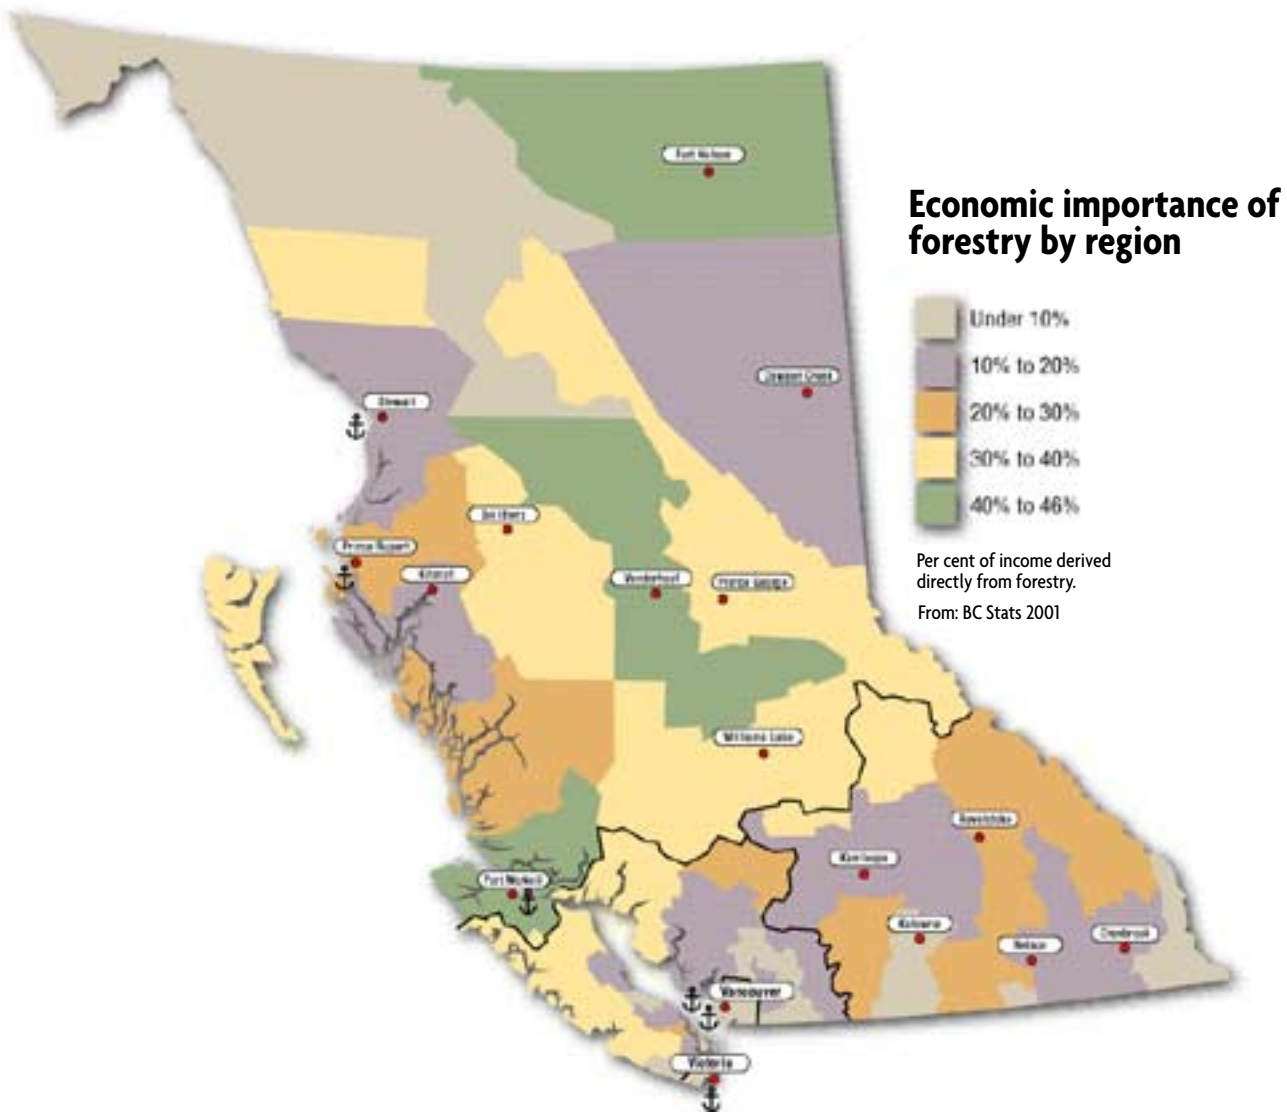 Fort Nelson
Economic importance of
forestry by region
Under 10%
10% to 20%
20% to 30%
30% to 40%
40% to 46%
Per cent of income derived
directly from forestry.
From: BC Stats 2001
Dawson Creek
Stewart
Smithers
Prince Rupert
Kitimat
Vanderhoof
Prince George
Williams Lake
Revelstoke
Kamloops
Port McNeill
Kelowna
Nelson
Cranbrook
Vancouver
Victoria